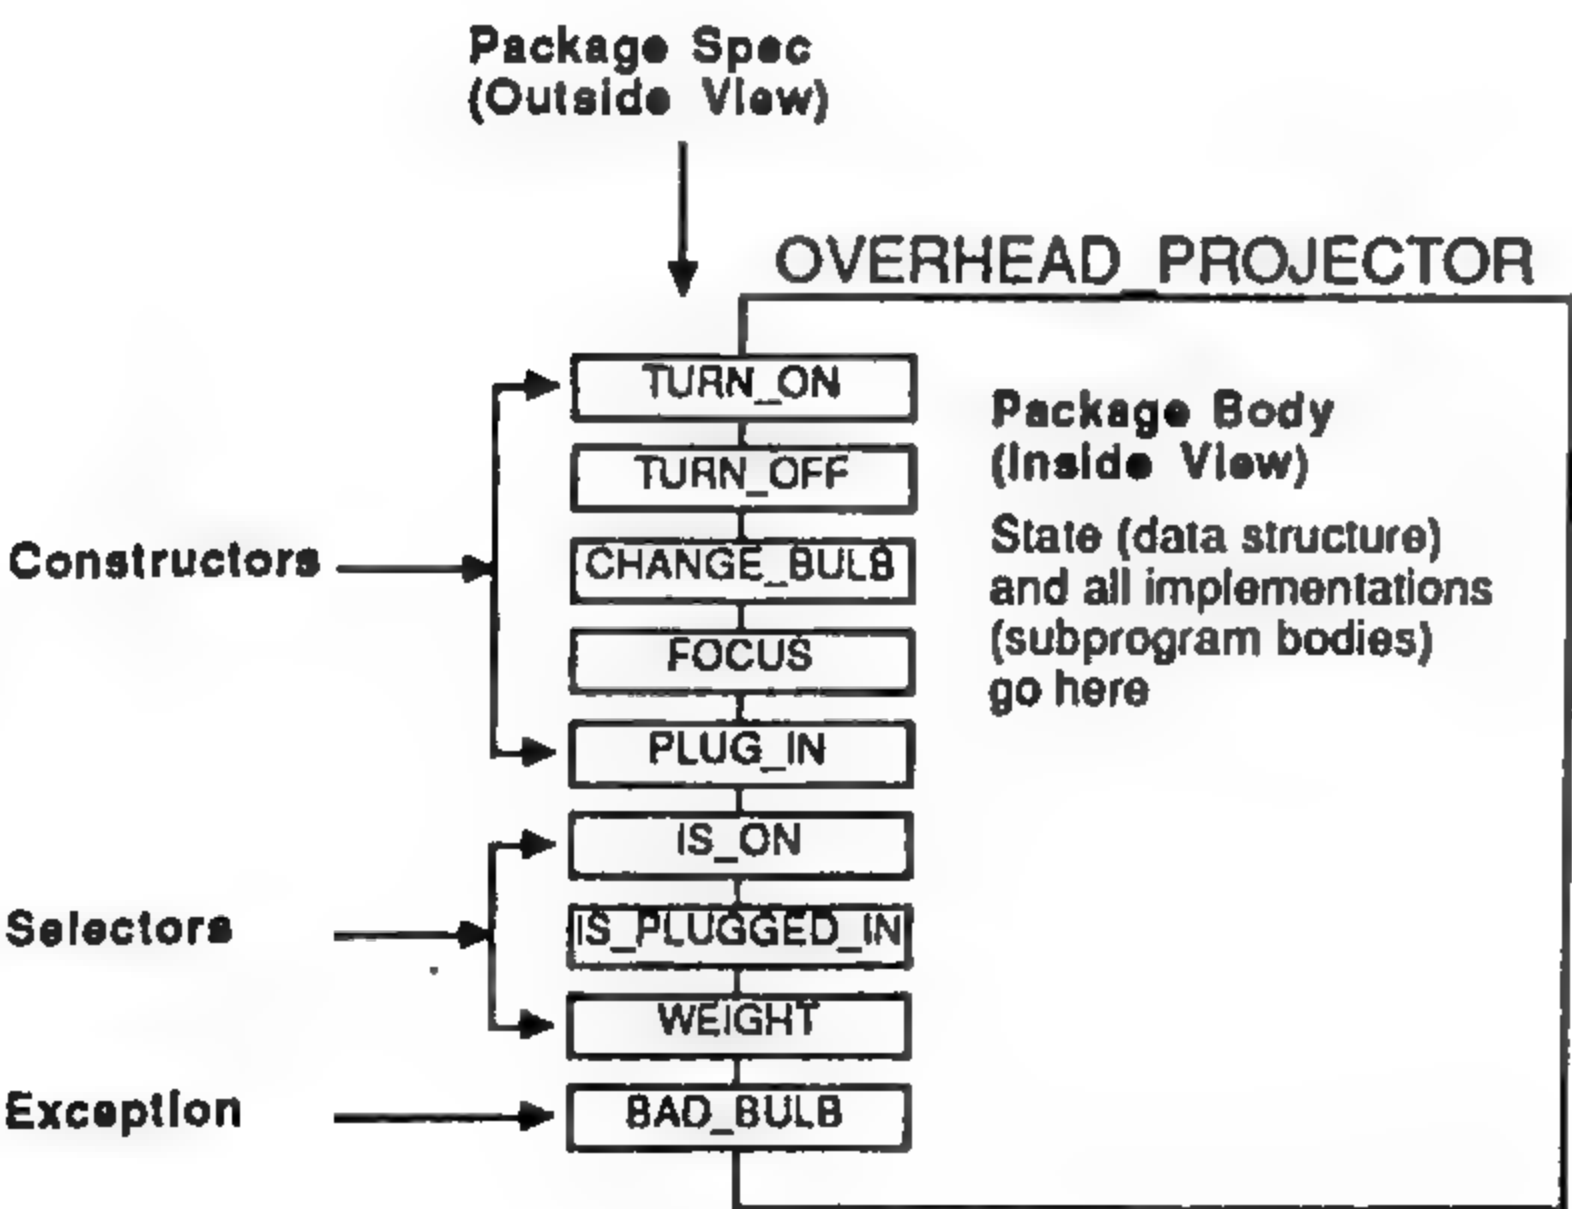 Package Spec
(Outside View)
OVERHEAD_PROJECTOR
TURN_ON
TURN_OFF
CHANGE_BULB
FOCUS
PLUG_IN
IS_ON
IS_PLUGGED_IN
WEIGHT
BAD_BULB
Constructors
Selectors
Exception
Package Body
(Inside View)
State (data structure)
and all implementations
(subprogram bodies)
go here